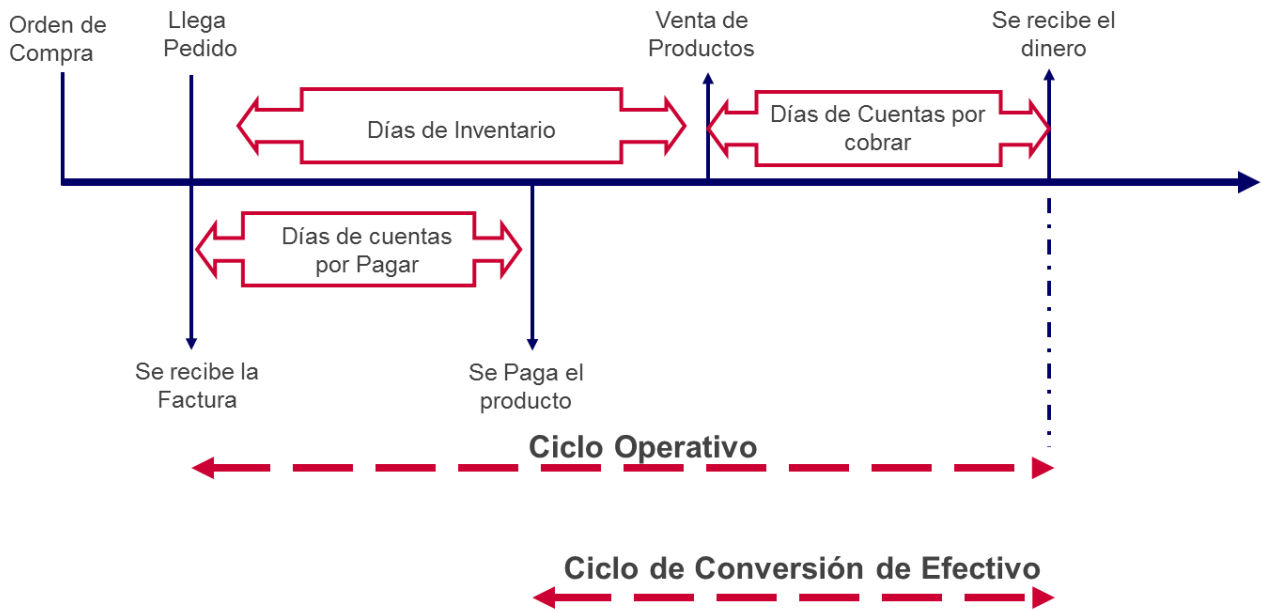 Orden de
Compra
Llega
Pedido
Venta de
Productos
Se recibe el
dinero
Días de Inventario
Días de Cuentas por
cobrar
Días de cuentas
por Pagar
Se recibe la
Factura
Se Paga el
producto
Ciclo Operativo
Ciclo de Conversión de Efectivo